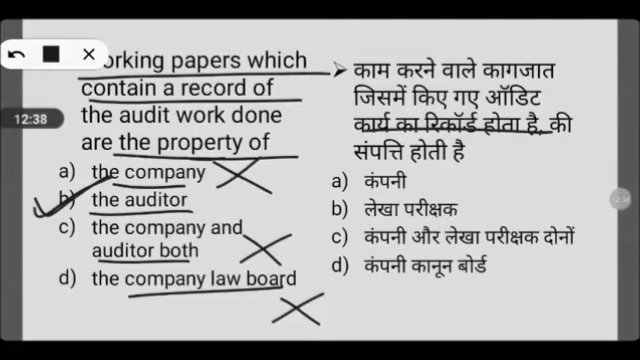 orking papers which
contain a record of
the audit work done
are the property of
a) the company
b) the auditor
c) the company and
auditor both
d) the company law board
➤ काम करने वाले कागजात
जिसमें किए गए ऑडिट
कार्य का रिकॉर्ड होता है, की
संपत्ति होती है
a) कंपनी
b) लेखा परीक्षक
c) कंपनी और लेखा परीक्षक दोनों
d) कंपनी कानून बोर्ड
12:38